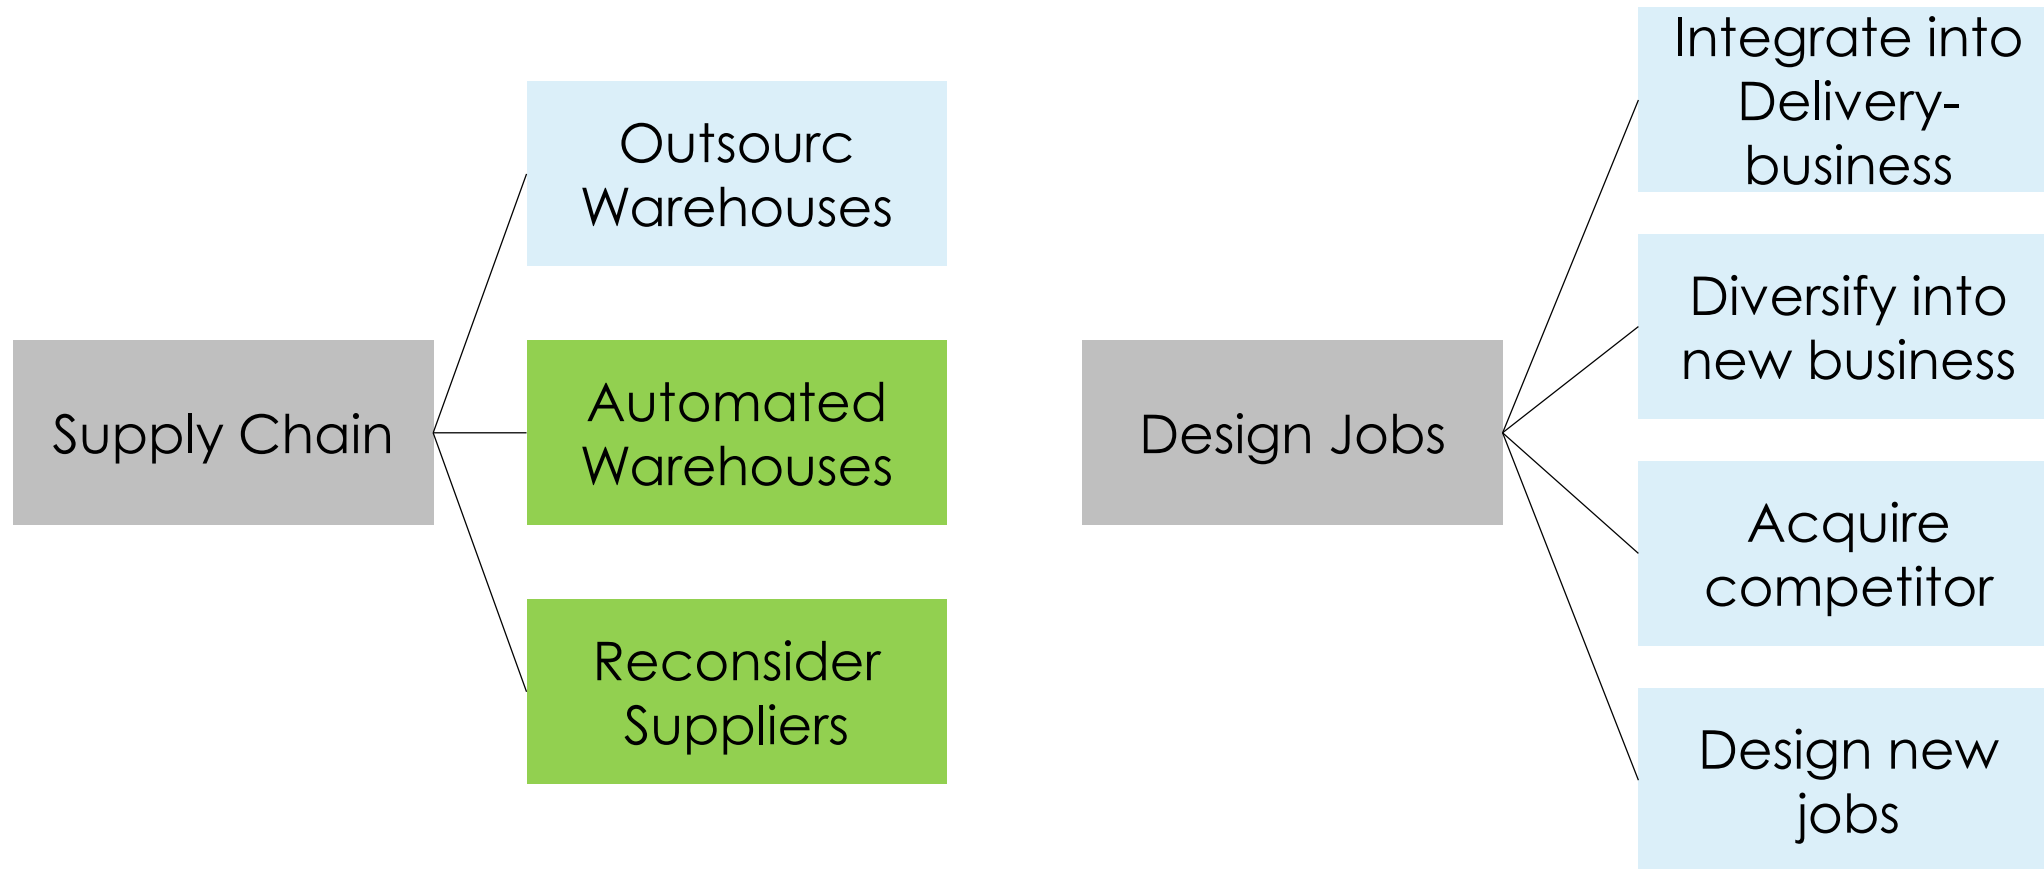 Supply Chain
Outsourc
Warehouses
Automated
Warehouses
Reconsider
Suppliers
Design Jobs
Integrate into
Delivery-
business
Diversify into
new business
Acquire
competitor
Design new
jobs